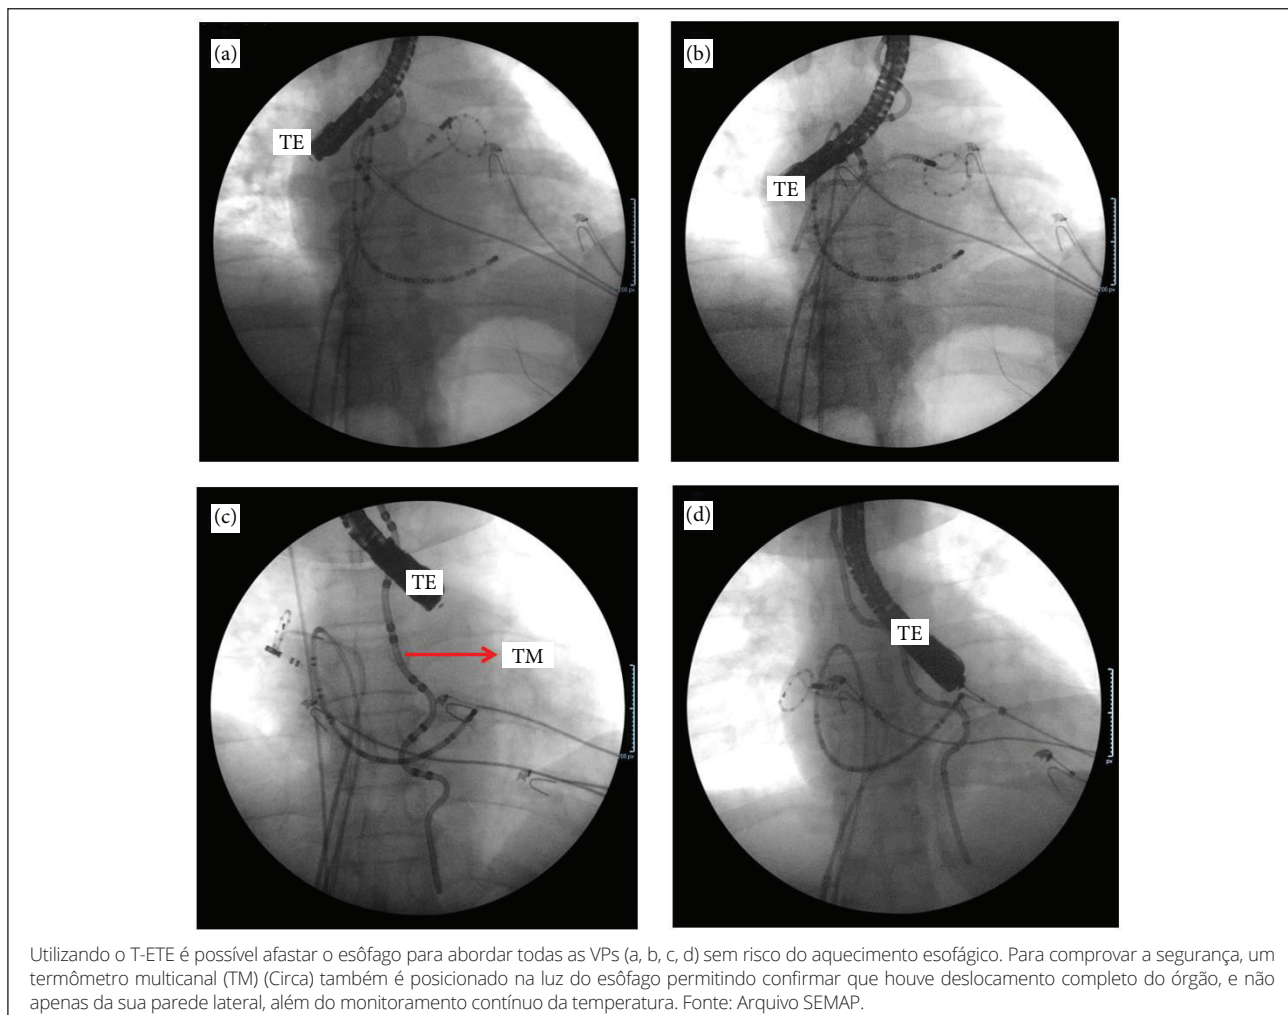 (a)
TE
(b)
TE
(c)
TE
TM
(d)
TE
Utilizando o T-ETE é possível afastar o esôfago para abordar todas as VPs (a, b, c, d) sem risco do aquecimento esofágico. Para comprovar a segurança, um
termômetro multicanal (TM) (Circa) também é posicionado na luz do esôfago permitindo confirmar que houve deslocamento completo do órgão, e não
apenas da sua parede lateral, além do monitoramento contínuo da temperatura. Fonte: Arquivo SEMAP.